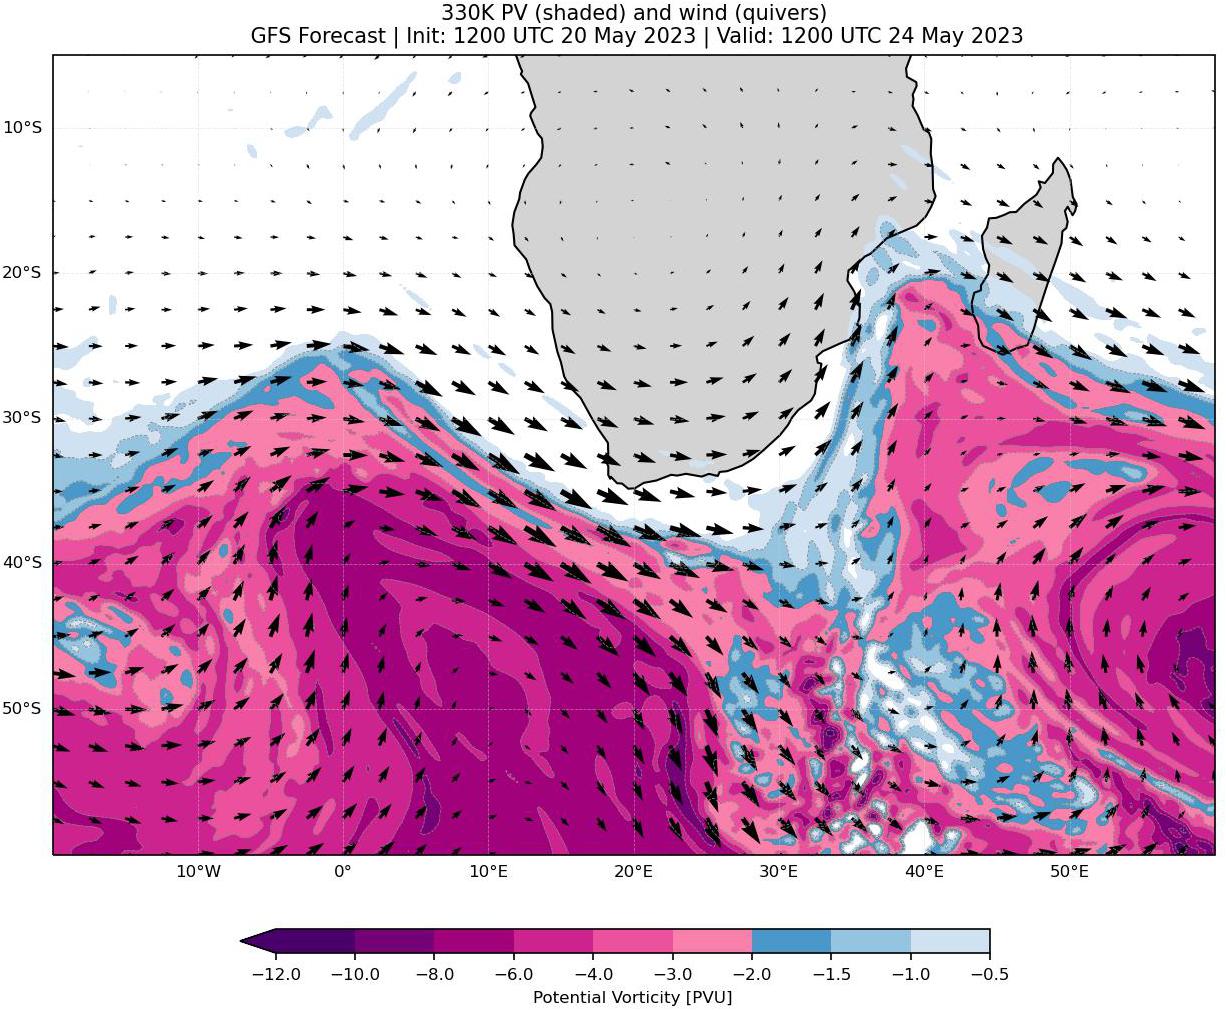 330K PV (shaded) and wind (quivers)
GFS Forecast | Init: 1200 UTC 20 May 2023 | Valid: 1200 UTC 24 May 2023
10°S
20°S
30°S
40°S
50°S
10°W 0° 10°E 20°E 30°E 40°E 50°E
−12.0 −10.0 −8.0 −6.0 −4.0 −3.0 −2.0 −1.5 −1.0 −0.5
Potential Vorticity [PVU]